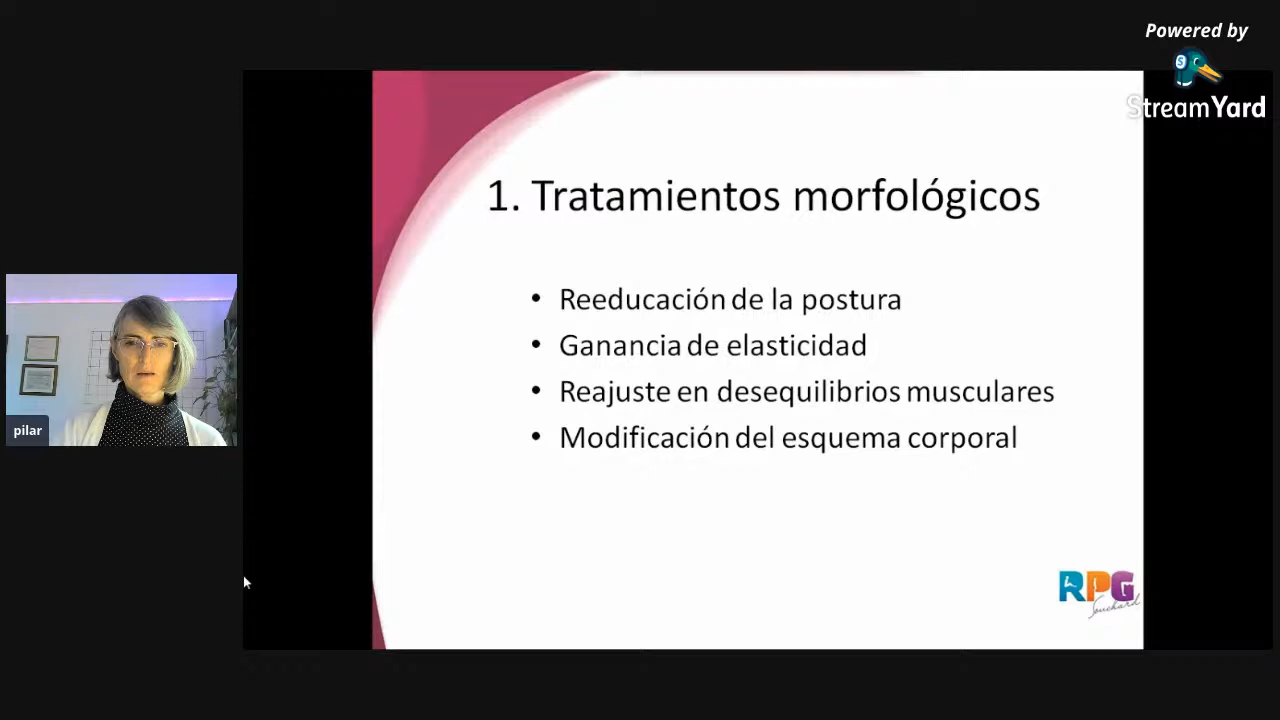 Powered by
StreamYard
1. Tratamientos morfológicos
• Reeducación de la postura
• Ganancia de elasticidad
• Reajuste en desequilibrios musculares
• Modificación del esquema corporal
pilar
RPG
Souchard